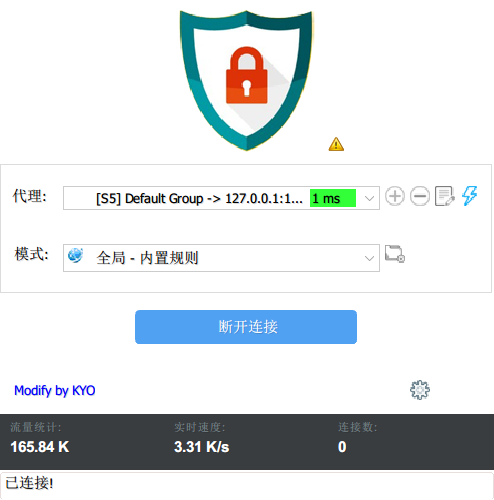 代理:
[S5] Default Group -> 127.0.0.1:1... 1 ms
模式:
全局 - 内置规则
断开连接
Modify by KYO
流量统计: 实时速度: 连接数:
165.84 K 3.31 K/s 0
已连接!